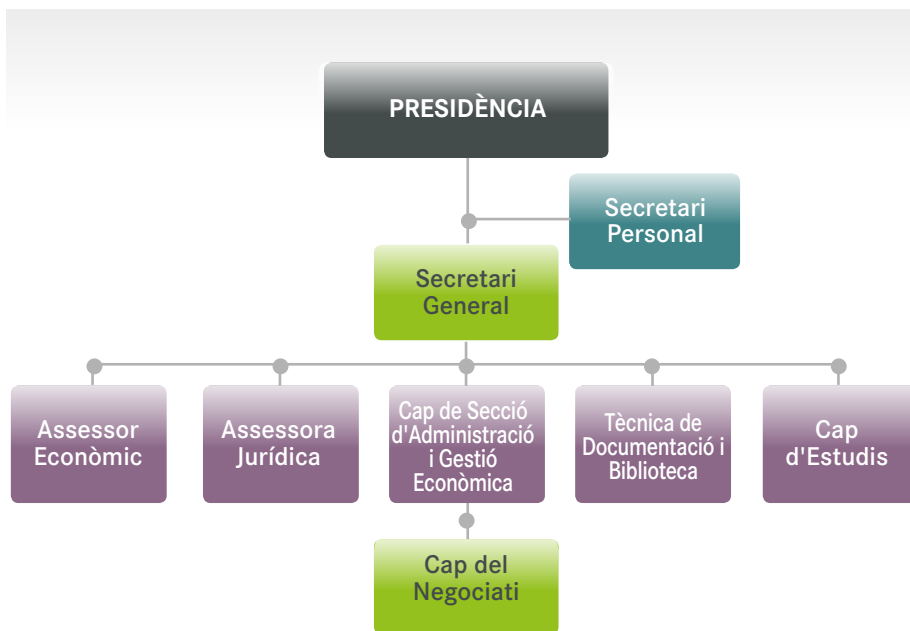 PRESIDÈNCIA
Secretari
Personal
Secretari
General
Assessor
Econòmic
Assessora
Jurídica
Cap de Secció
d'Administració
i Gestió
Econòmica
Tècnica de
Documentació i
Biblioteca
Cap
d'Estudis
Cap del
Negociati